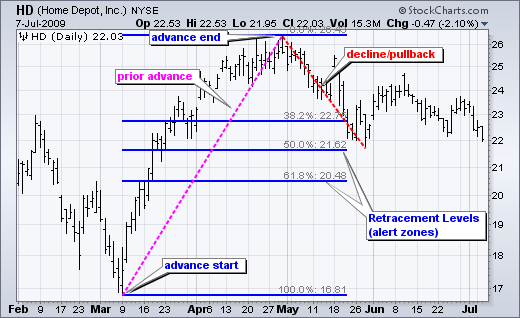 HD (Home Depot, Inc.) NYSE © StockCharts.com
7-Jul-2009 Op 22.53 Hi 22.53 Lo 21.95 Cl 22.03 Vol 15.3M Chg -0.47 (-2.10%)
HD (Daily) 22.03
advance end
decline/pullback
prior advance
38.2%: 22.7
50.0%: 21.62
61.8%: 20.48
Retracement Levels
(alert zones)
advance start
100.0%: 16.81
26
25
24
23
22
21
20
19
18
17
Feb 9 17 23 Mar 9 16 23 Apr 6 13 20 27 May 11 18 26 Jun 8 15 22 Jul